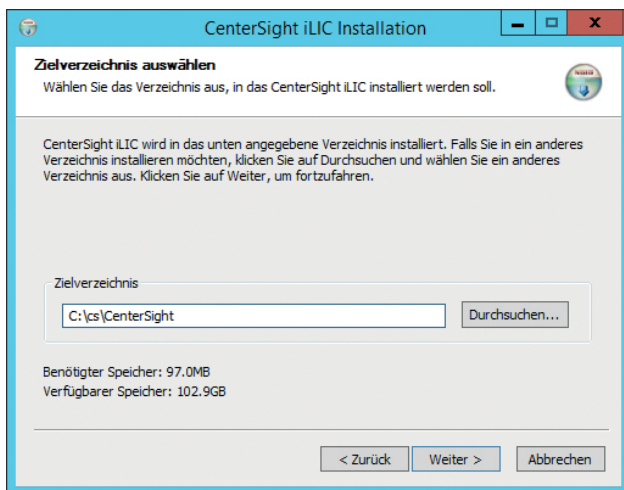 CenterSight iLIC Installation
Zielverzeichnis auswählen
Wählen Sie das Verzeichnis aus, in das CenterSight iLIC installiert werden soll.
CenterSight iLIC wird in das unten angegebene Verzeichnis installiert. Falls Sie in ein anderes
Verzeichnis installieren möchten, klicken Sie auf Durchsuchen und wählen Sie ein anderes
Verzeichnis aus. Klicken Sie auf Weiter, um fortzufahren.
Zielverzeichnis
C:\cs\CenterSight
Durchsuchen...
Benötigter Speicher: 97.0MB
Verfügbarer Speicher: 102.9GB
< Zurück
Weiter >
Abbrechen